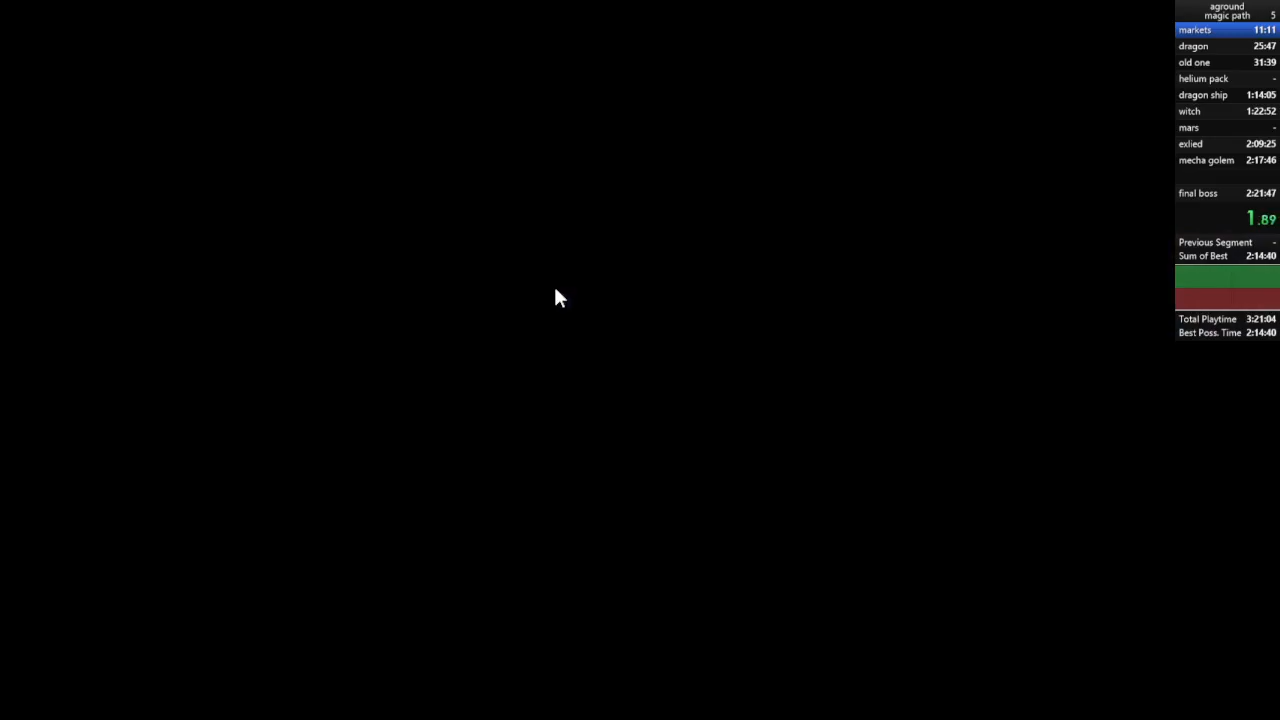 aground
magic path 5
markets 11:11
dragon 25:47
old one 31:39
helium pack -
dragon ship 1:14:05
witch 1:22:52
mars -
exlied 2:09:25
mecha golem 2:17:46
final boss 2:21:47
1.89
Previous Segment -
Sum of Best 2:14:40
Total Playtime 3:21:04
Best Poss. Time 2:14:40